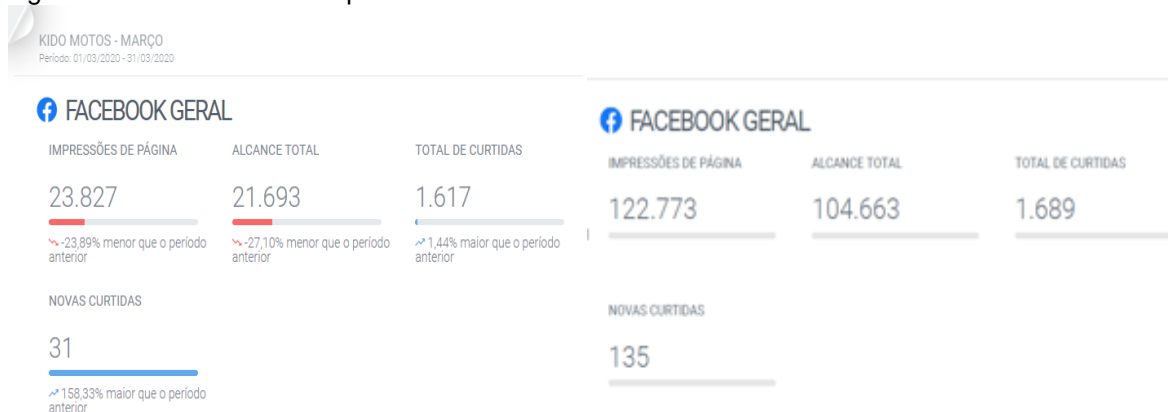 KIDO MOTOS - MARÇO
Período: 01/03/2020 - 31/03/2020
FACEBOOK GERAL
IMPRESSÕES DE PÁGINA ALCANCE TOTAL TOTAL DE CURTIDAS
23.827 21.693 1.617
-23,89% menor que o período -27,10% menor que o período 1,44% maior que o período
anterior anterior anterior
NOVAS CURTIDAS
31
158,33% maior que o período
anterior
FACEBOOK GERAL
IMPRESSÕES DE PÁGINA ALCANCE TOTAL TOTAL DE CURTIDAS
122.773 104.663 1.689
NOVAS CURTIDAS
135